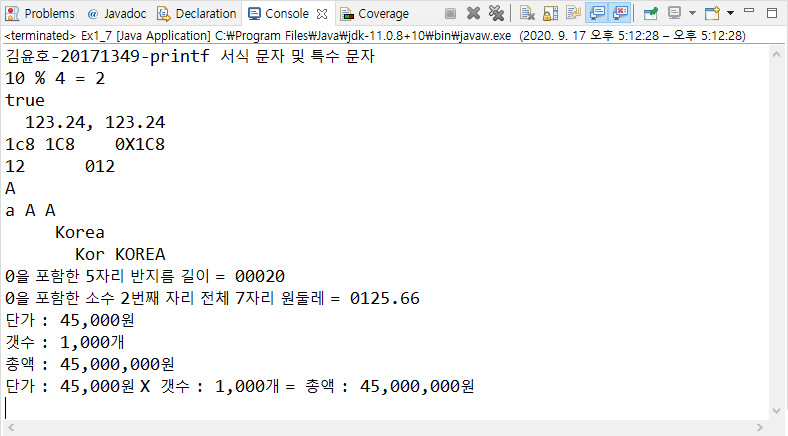 Problems @ Javadoc Declaration Console Coverage
<terminated> Ex1_7 [Java Application] C:₩Program Files₩Java₩jdk-11.0.8+10₩bin₩javaw.exe (2020. 9. 17 오후 5:12:28 – 오후 5:12:28)
김윤호-20171349-printf 서식 문자 및 특수 문자
10 % 4 = 2
true
  123.24, 123.24
1c8 1C8    0X1C8
12      012
A
a A A
     Korea
       Kor KOREA
0을 포함한 5자리 반지름 길이 = 00020
0을 포함한 소수 2번째 자리 전체 7자리 원둘레 = 0125.66
단가 : 45,000원
갯수 : 1,000개
총액 : 45,000,000원
단가 : 45,000원 X 갯수 : 1,000개 = 총액 : 45,000,000원